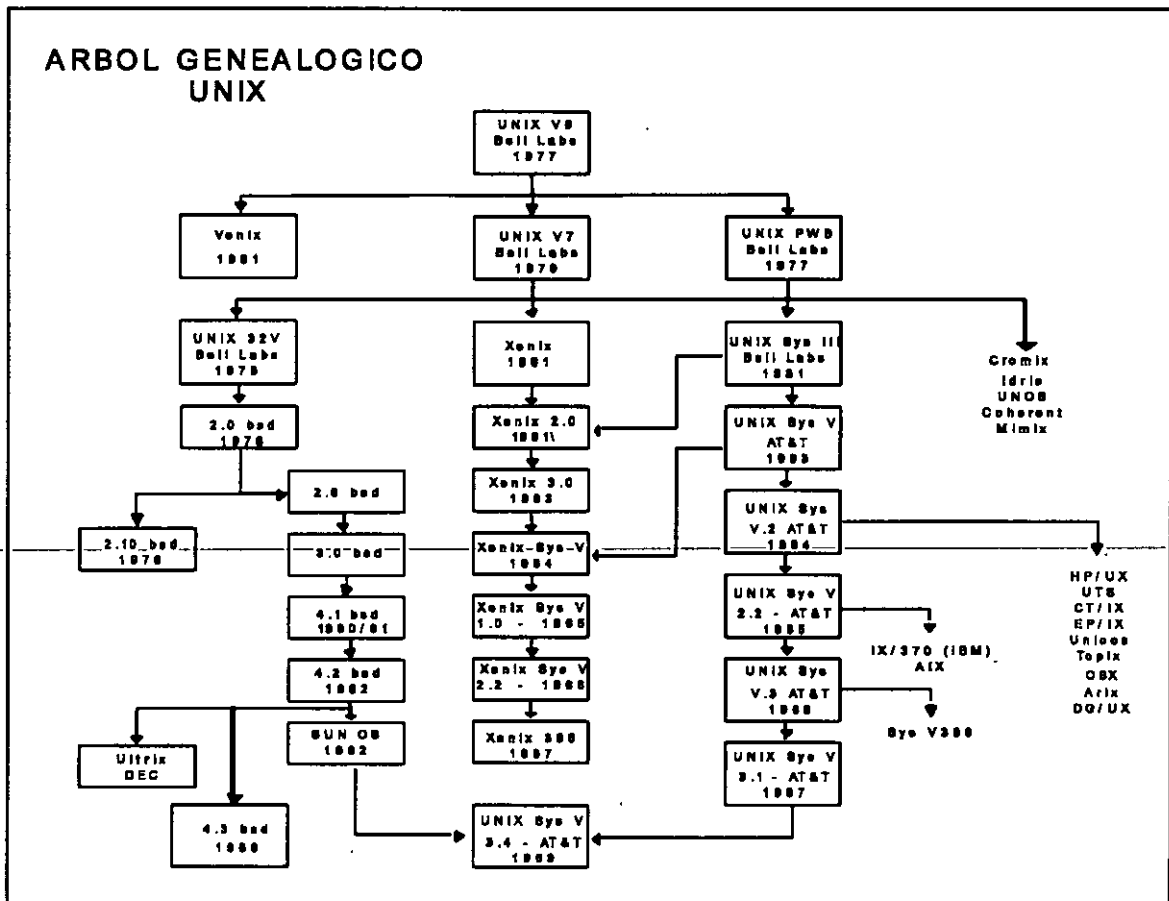 ARBOL GENEALOGICO
UNIX
UNIX V6
Bell Labs
1977
Venix
1981
UNIX V7
Bell Labs
1979
UNIX PWB
Bell Labs
1977
UNIX 32V
Bell Labs
Xenix
1981
UNIX Sys III
Bell Labs
1981
Cromix
Idris
UNOS
Coherent
Mimix
2.0 bsd
Xenix 2.0
1981\
UNIX Sys V
AT&T
1983
2.8 bsd
Xenix 3.0
1983
UNIX Sys
V.2 AT&T
1984
2.10 bsd
3.0 bsd
Xenix-Sys-V
1984
HP/UX
UTS
CT/IX
EP/IX
Unicos
Topix
OSX
Arix
DG/UX
4.1 bsd
1980/81
Xenix Sys V
1.0 - 1985
UNIX Sys V
2.2 - AT&T
1985
IX/370 (IBM)
AIX
4.2 bsd
1982
Xenix Sys V
2.2 - 1986
UNIX Sys
V.3 AT&T
1986
Sys V386
Ultrix
DEC
SUN OS
1982
Xenix 386
1987
UNIX Sys V
3.1 - AT&T
1987
4.3 bsd
1986
UNIX Sys V
3.4 - AT&T
1989